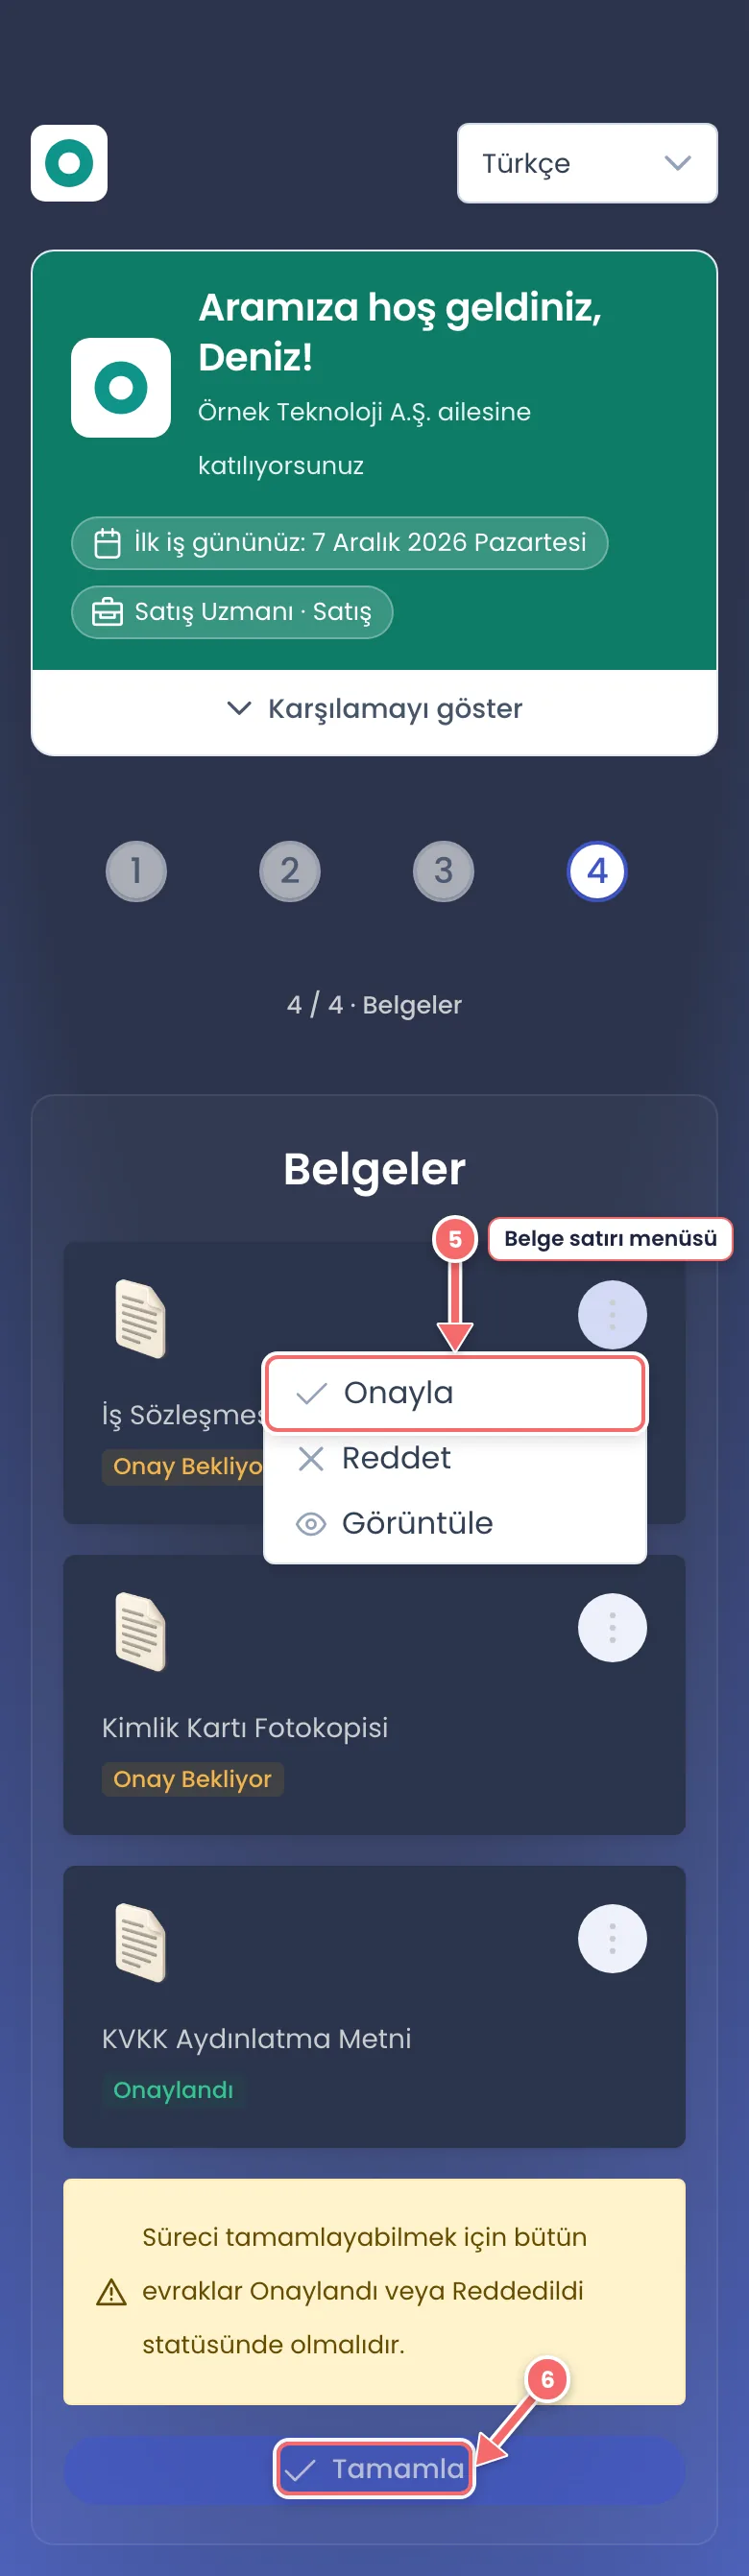 Türkçe
Aramıza hoş geldiniz,
Deniz!
Örnek Teknoloji A.Ş. ailesine
katılıyorsunuz
İlk iş gününüz: 7 Aralık 2026 Pazartesi
Satış Uzmanı · Satış
Karşılamayı göster
1 2 3 4
4 / 4 · Belgeler
Belgeler
5 Belge satırı menüsü
Onayla
İş Sözleşmes
Onay Bekliyo
Reddet
Görüntüle
Kimlik Kartı Fotokopisi
Onay Bekliyor
KVKK Aydınlatma Metni
Onaylandı
Süreci tamamlayabilmek için bütün
evraklar Onaylandı veya Reddedildi
statüsünde olmalıdır.
6
Tamamla